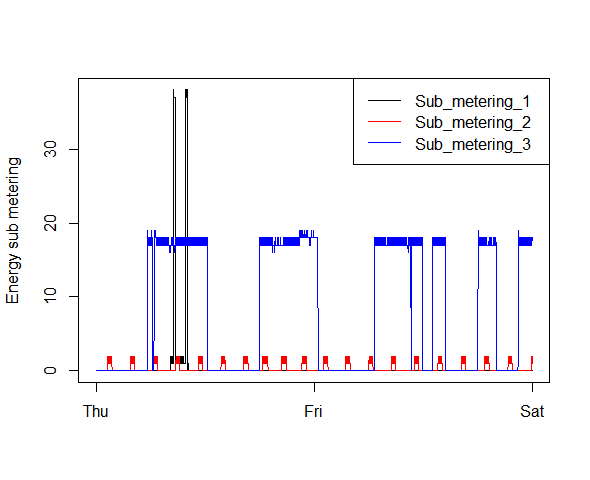 Sub_metering_1
Sub_metering_2
Sub_metering_3
Energy sub metering
30
20
10
0
Thu
Fri
Sat